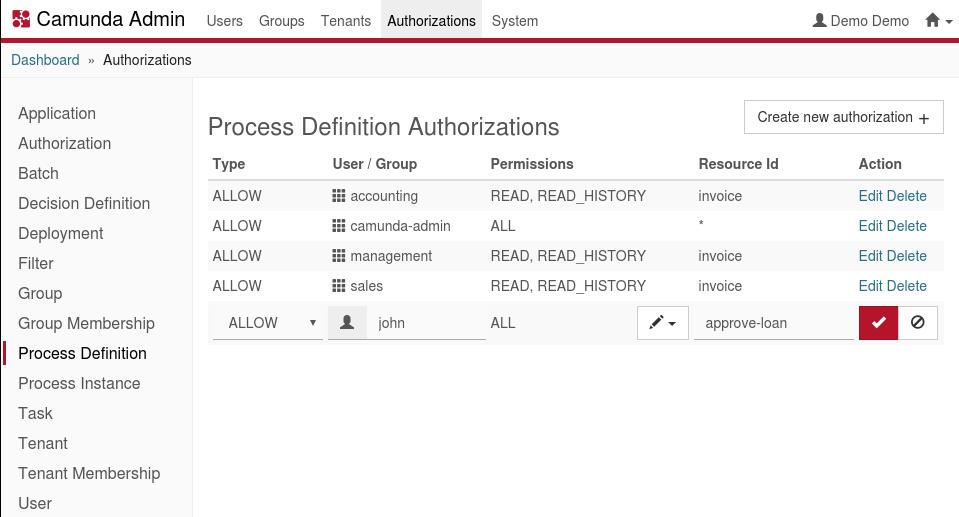 Camunda Admin Users Groups Tenants Authorizations System Demo Demo
Dashboard » Authorizations
Application
Authorization
Batch
Decision Definition
Deployment
Filter
Group
Group Membership
Process Definition
Process Instance
Task
Tenant
Tenant Membership
User
Process Definition Authorizations
Create new authorization +
Type User / Group Permissions Resource Id Action
ALLOW accounting READ, READ_HISTORY invoice Edit Delete
ALLOW camunda-admin ALL * Edit Delete
ALLOW management READ, READ_HISTORY invoice Edit Delete
ALLOW sales READ, READ_HISTORY invoice Edit Delete
ALLOW john ALL approve-loan